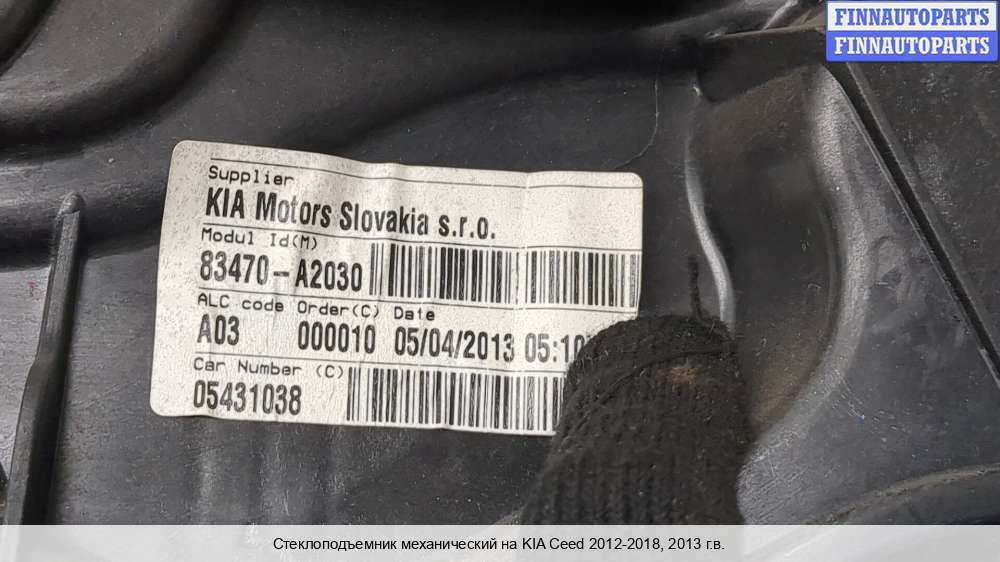 FINNAUTOPARTS
FINNAUTOPARTS
Supplier
KIA Motors Slovakia s.r.o.
Modul Id(M)
83470-A2030
ALC code Order(C) Date
A03 000010 05/04/2013 05:10
Car Number (C)
05431038
Стеклоподъемник механический на KIA Ceed 2012-2018, 2013 г.в.